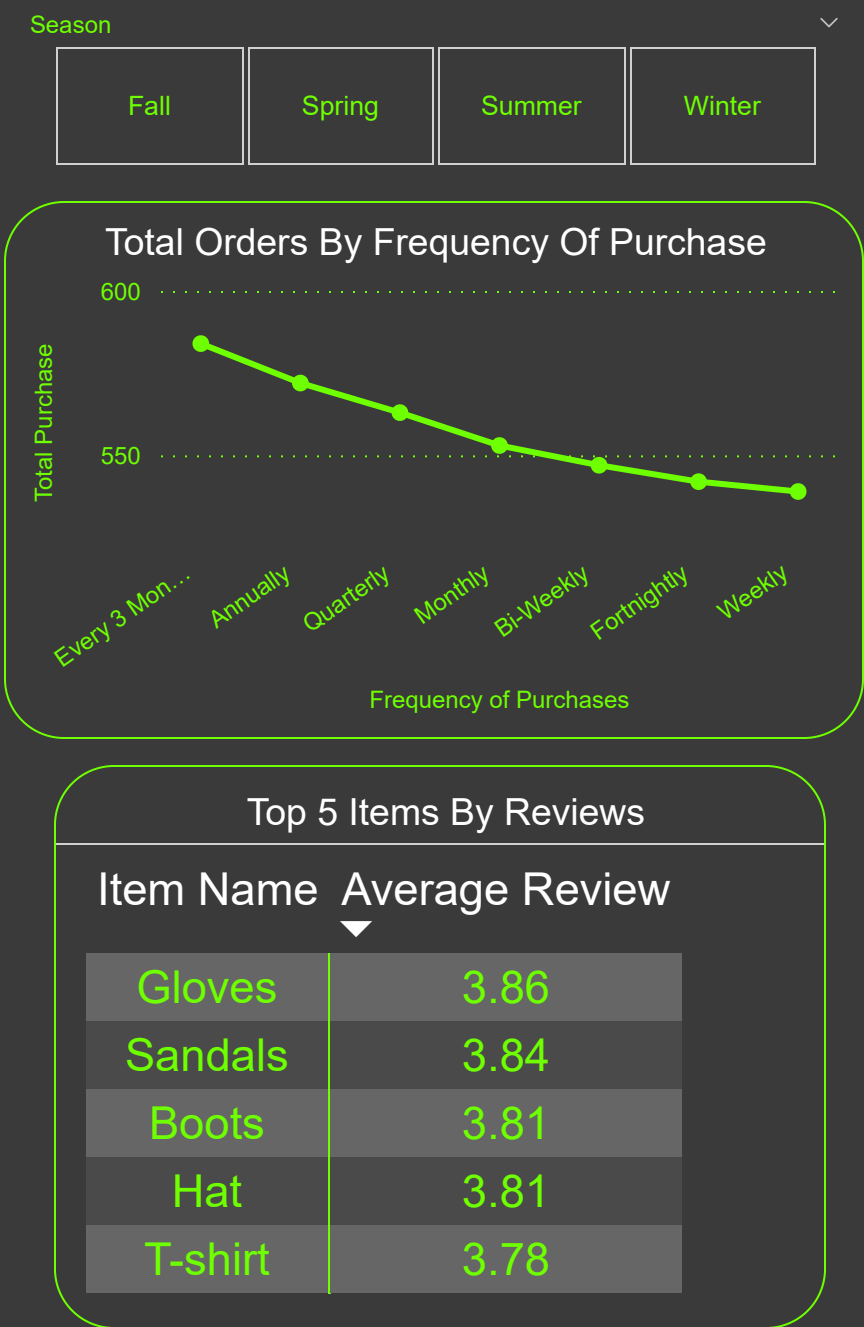 Season
Fall Spring Summer Winter
Total Orders By Frequency Of Purchase
600
550
Total Purchase
Every 3 Mon… Annually Quarterly Monthly Bi-Weekly Fortnightly Weekly
Frequency of Purchases
Top 5 Items By Reviews
Item Name Average Review
Gloves 3.86
Sandals 3.84
Boots 3.81
Hat 3.81
T-shirt 3.78